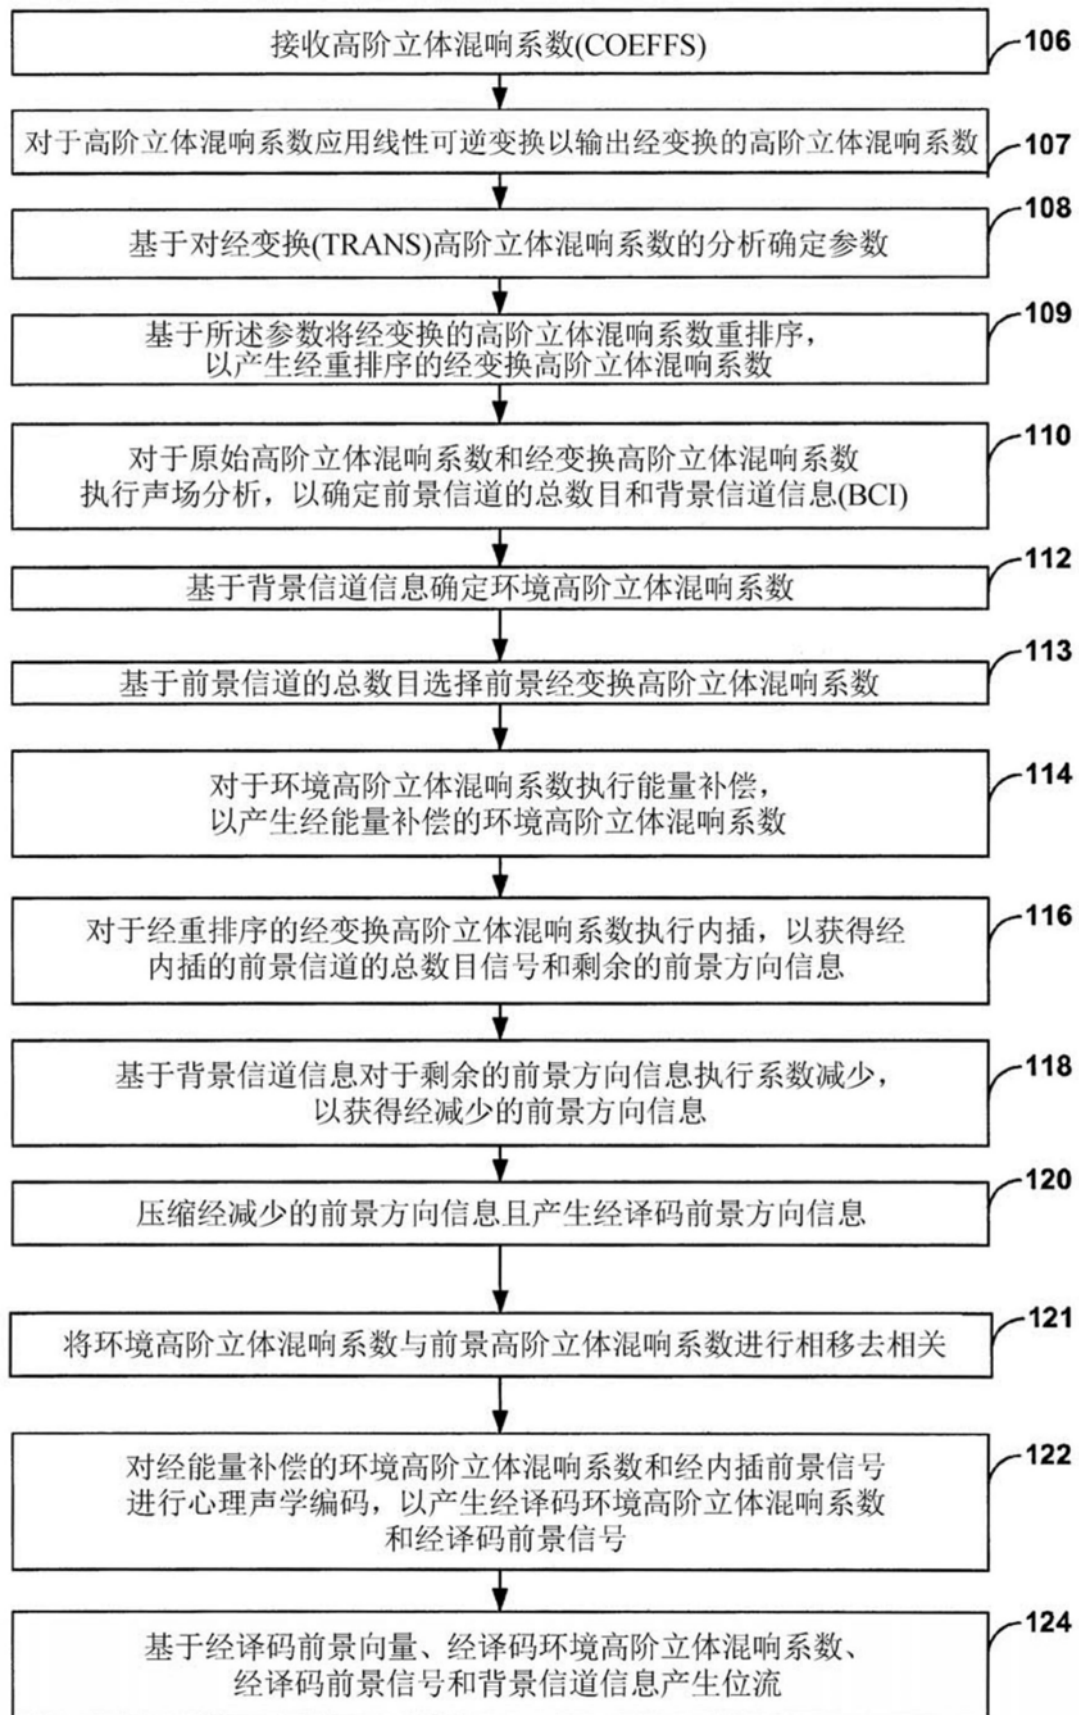 接收高阶立体混响系数(COEFFS)
106
对于高阶立体混响系数应用线性可逆变换以输出经变换的高阶立体混响系数
107
基于对经变换(TRANS)高阶立体混响系数的分析确定参数
108
基于所述参数将经变换的高阶立体混响系数重排序，
以产生经重排序的经变换高阶立体混响系数
109
对于原始高阶立体混响系数和经变换高阶立体混响系数
执行声场分析，以确定前景信道的总数目和背景信道信息(BCI)
110
基于背景信道信息确定环境高阶立体混响系数
112
基于前景信道的总数目选择前景经变换高阶立体混响系数
113
对于环境高阶立体混响系数执行能量补偿，
以产生经能量补偿的环境高阶立体混响系数
114
对于经重排序的经变换高阶立体混响系数执行内插，以获得经
内插的前景信道的总数目信号和剩余的前景方向信息
116
基于背景信道信息对于剩余的前景方向信息执行系数减少，
以获得经减少的前景方向信息
118
压缩经减少的前景方向信息且产生经译码前景方向信息
120
将环境高阶立体混响系数与前景高阶立体混响系数进行相移去相关
121
对经能量补偿的环境高阶立体混响系数和经内插前景信号
进行心理声学编码，以产生经译码环境高阶立体混响系数
和经译码前景信号
122
基于经译码前景向量、经译码环境高阶立体混响系数、
经译码前景信号和背景信道信息产生位流
124